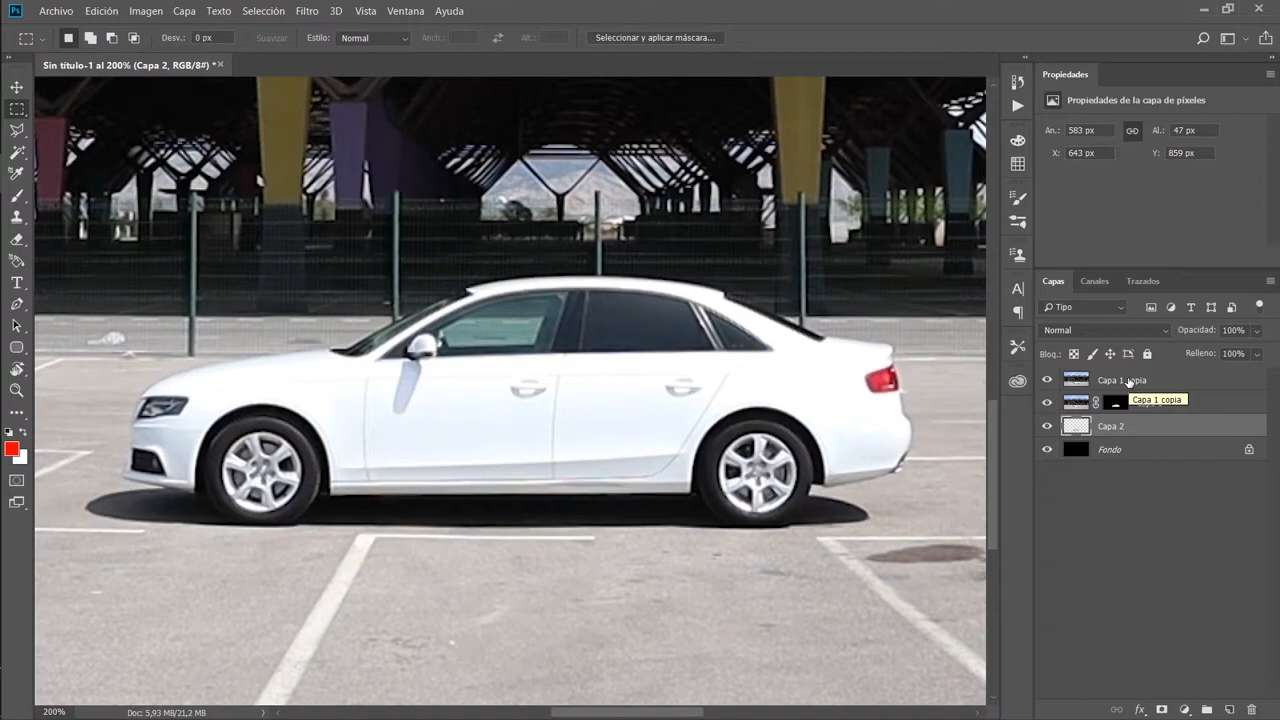 Ps Archivo Edición Imagen Capa Texto Selección Filtro 3D Vista Ventana Ayuda
Desv.: 0 px Suavizar Estilo: Normal Anch.: Alt.: Seleccionar y aplicar máscara...
Sin título-1 al 200% (Capa 2, RGB/8#) *
Propiedades
Propiedades de la capa de píxeles
An.: 583 px Al.: 47 px
X: 643 px Y: 859 px
Capas Canales Trazados
Tipo
Normal Opacidad: 100%
Bloq.: Relleno: 100%
Capa 1 copia
Capa 1 copia
Capa 2
Fondo
200% Doc: 5,93 MB/21,2 MB